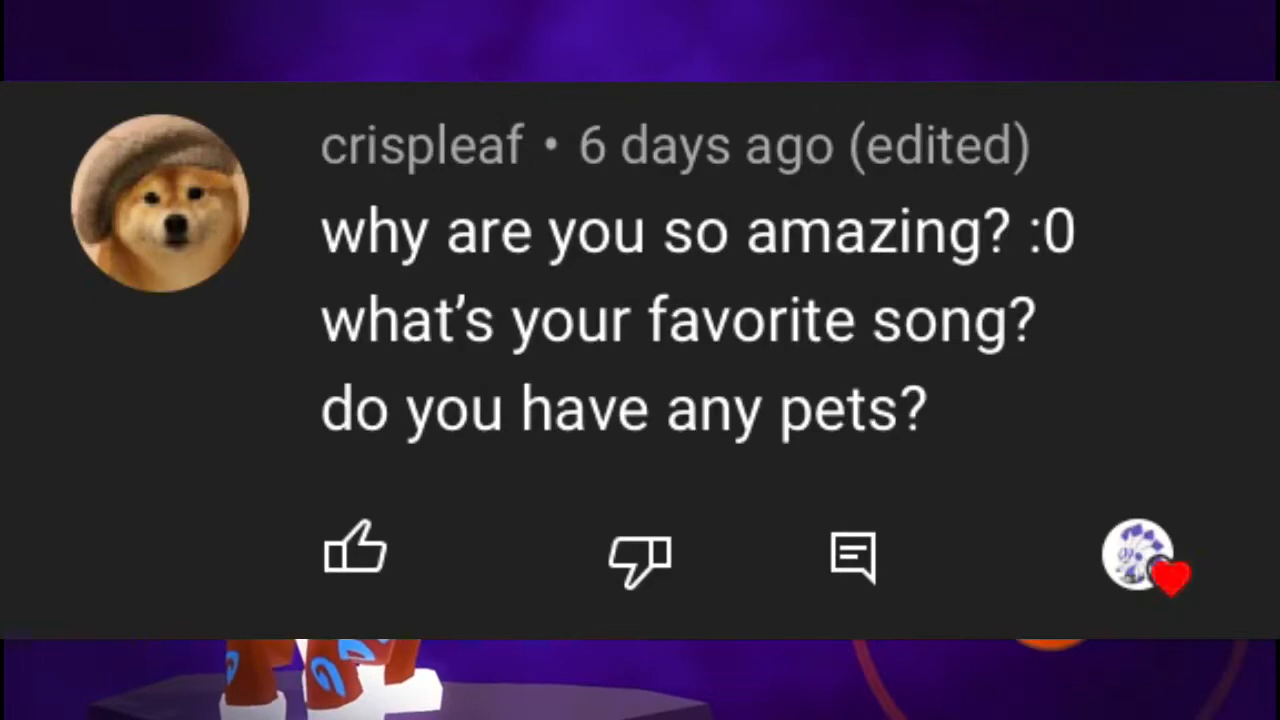 crispleaf • 6 days ago (edited)
why are you so amazing? :0
what's your favorite song?
do you have any pets?